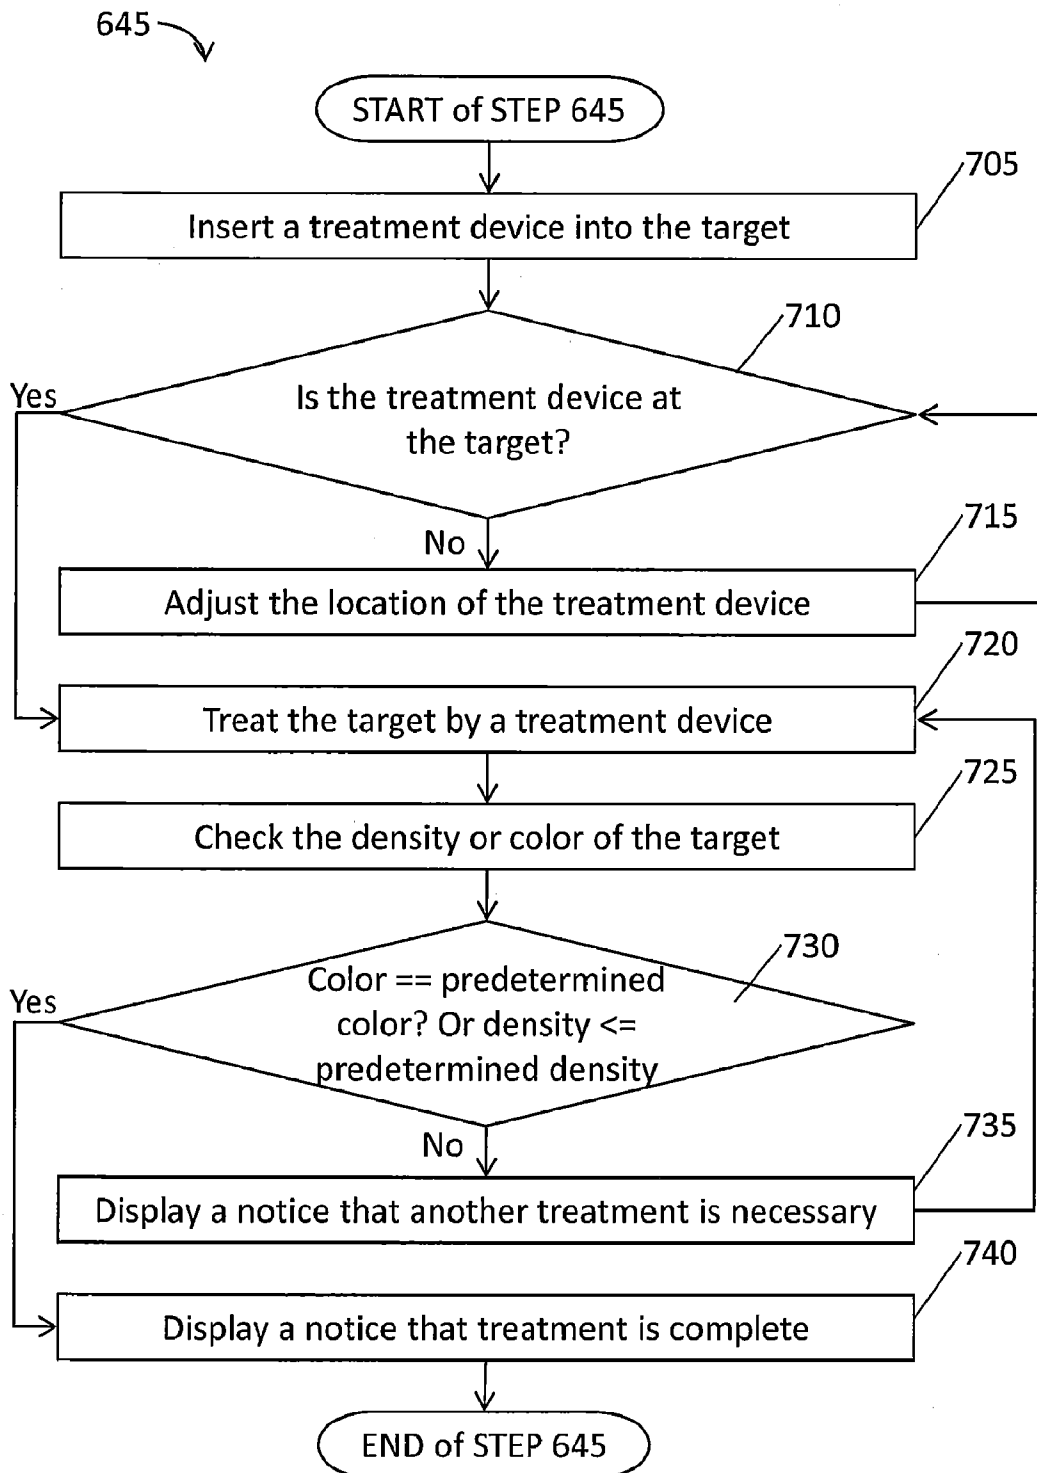 645
START of STEP 645
705
Insert a treatment device into the target
710
Yes
Is the treatment device at
the target?
No
715
Adjust the location of the treatment device
720
Treat the target by a treatment device
725
Check the density or color of the target
730
Yes
Color == predetermined
color? Or density <=
predetermined density
No
735
Display a notice that another treatment is necessary
740
Display a notice that treatment is complete
END of STEP 645